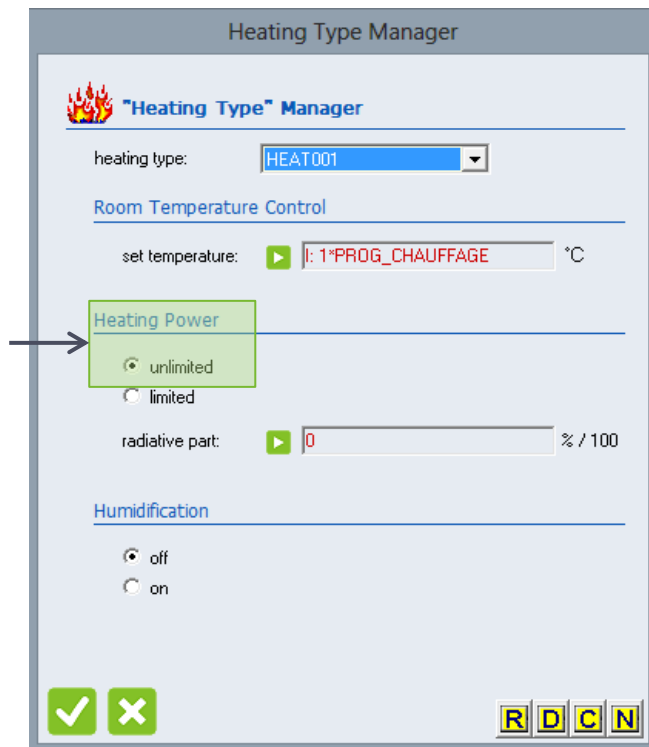 Heating Type Manager
"Heating Type" Manager
heating type: HEAT001
Room Temperature Control
set temperature: I: 1*PROG_CHAUFFAGE °C
Heating Power
unlimited
limited
radiative part: 0 % / 100
Humidification
off
on
R D C N